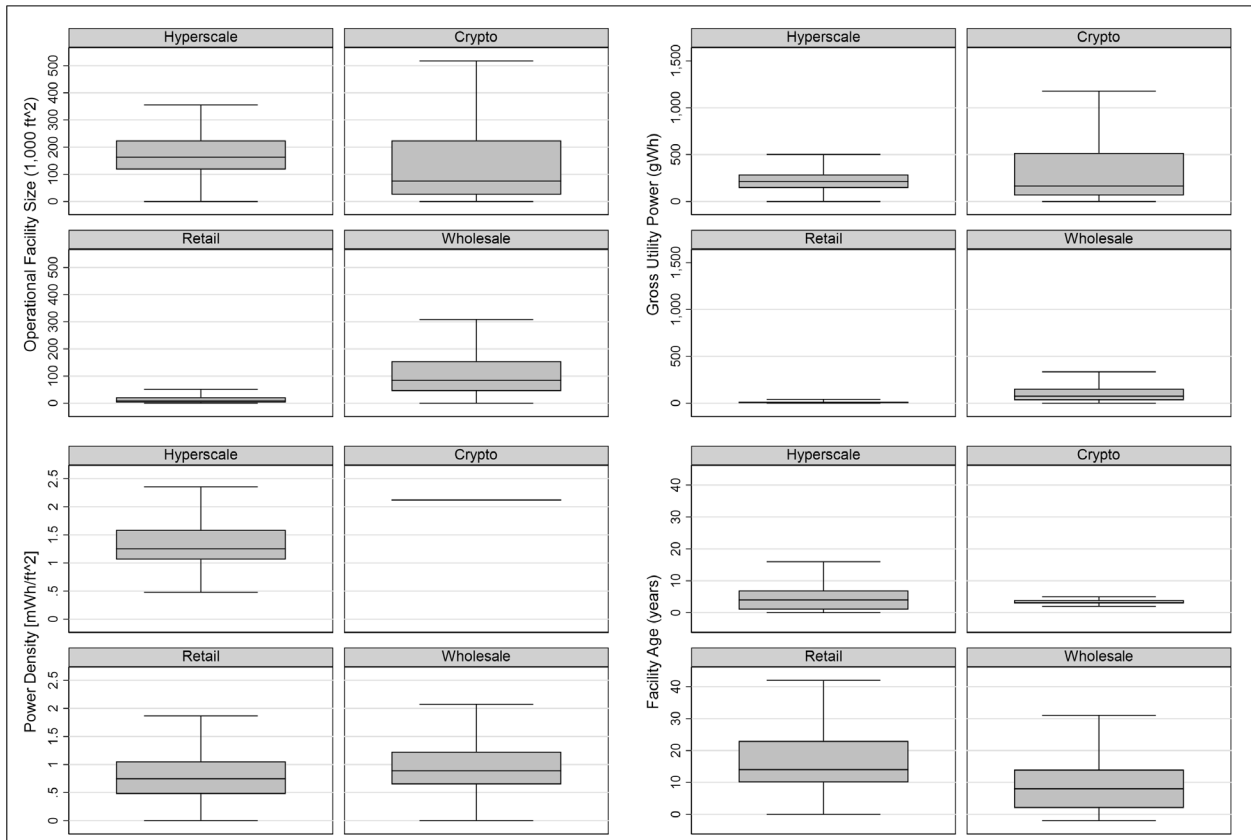 Operational Facility Size (1,000 ft^2)
Hyperscale
Crypto
0 100 200 300 400 500
Retail
Wholesale
0 100 200 300 400 500
Gross Utility Power (gWh)
Hyperscale
Crypto
0 500 1,000 1,500
Retail
Wholesale
0 500 1,000 1,500
Power Density [mWh/ft^2]
Hyperscale
Crypto
0 .5 1 1.5 2 2.5
Retail
Wholesale
0 .5 1 1.5 2 2.5
Facility Age (years)
Hyperscale
Crypto
0 10 20 30 40
Retail
Wholesale
0 10 20 30 40